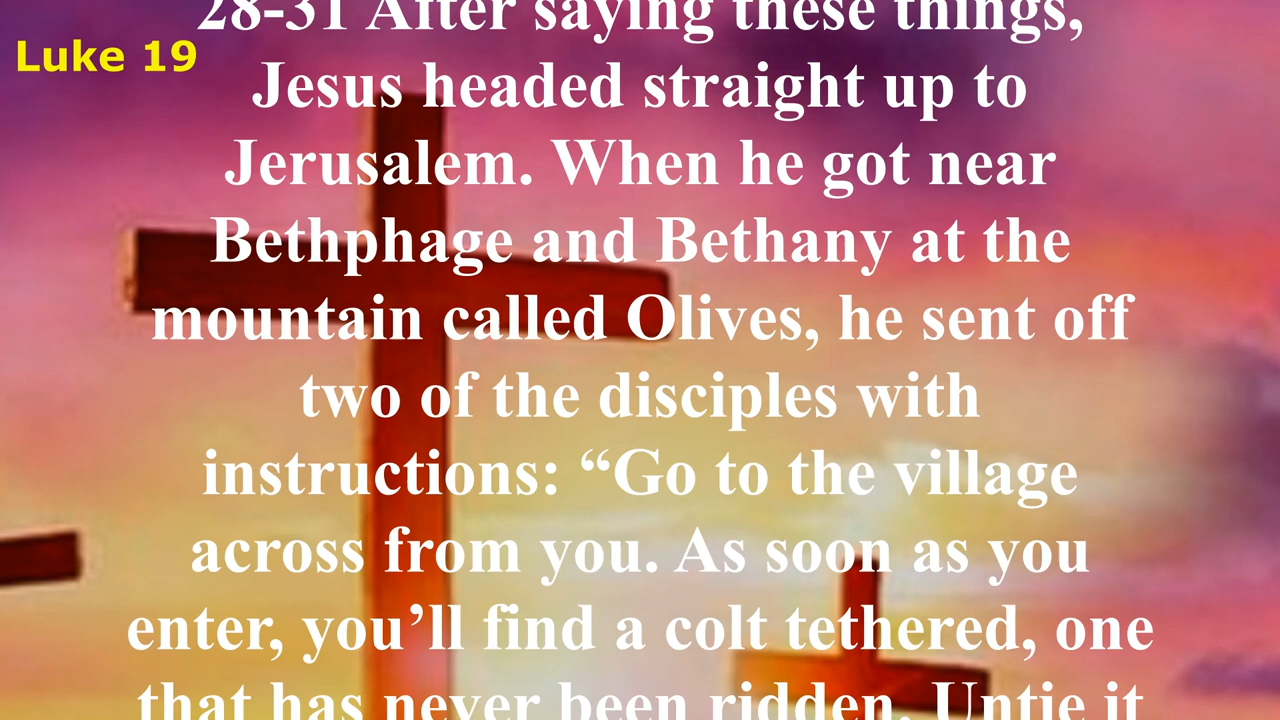 Luke 19
28-31 After saying these things,
Jesus headed straight up to
Jerusalem. When he got near
Bethphage and Bethany at the
mountain called Olives, he sent off
two of the disciples with
instructions: “Go to the village
across from you. As soon as you
enter, you’ll find a colt tethered, one
that has never been ridden. Untie it